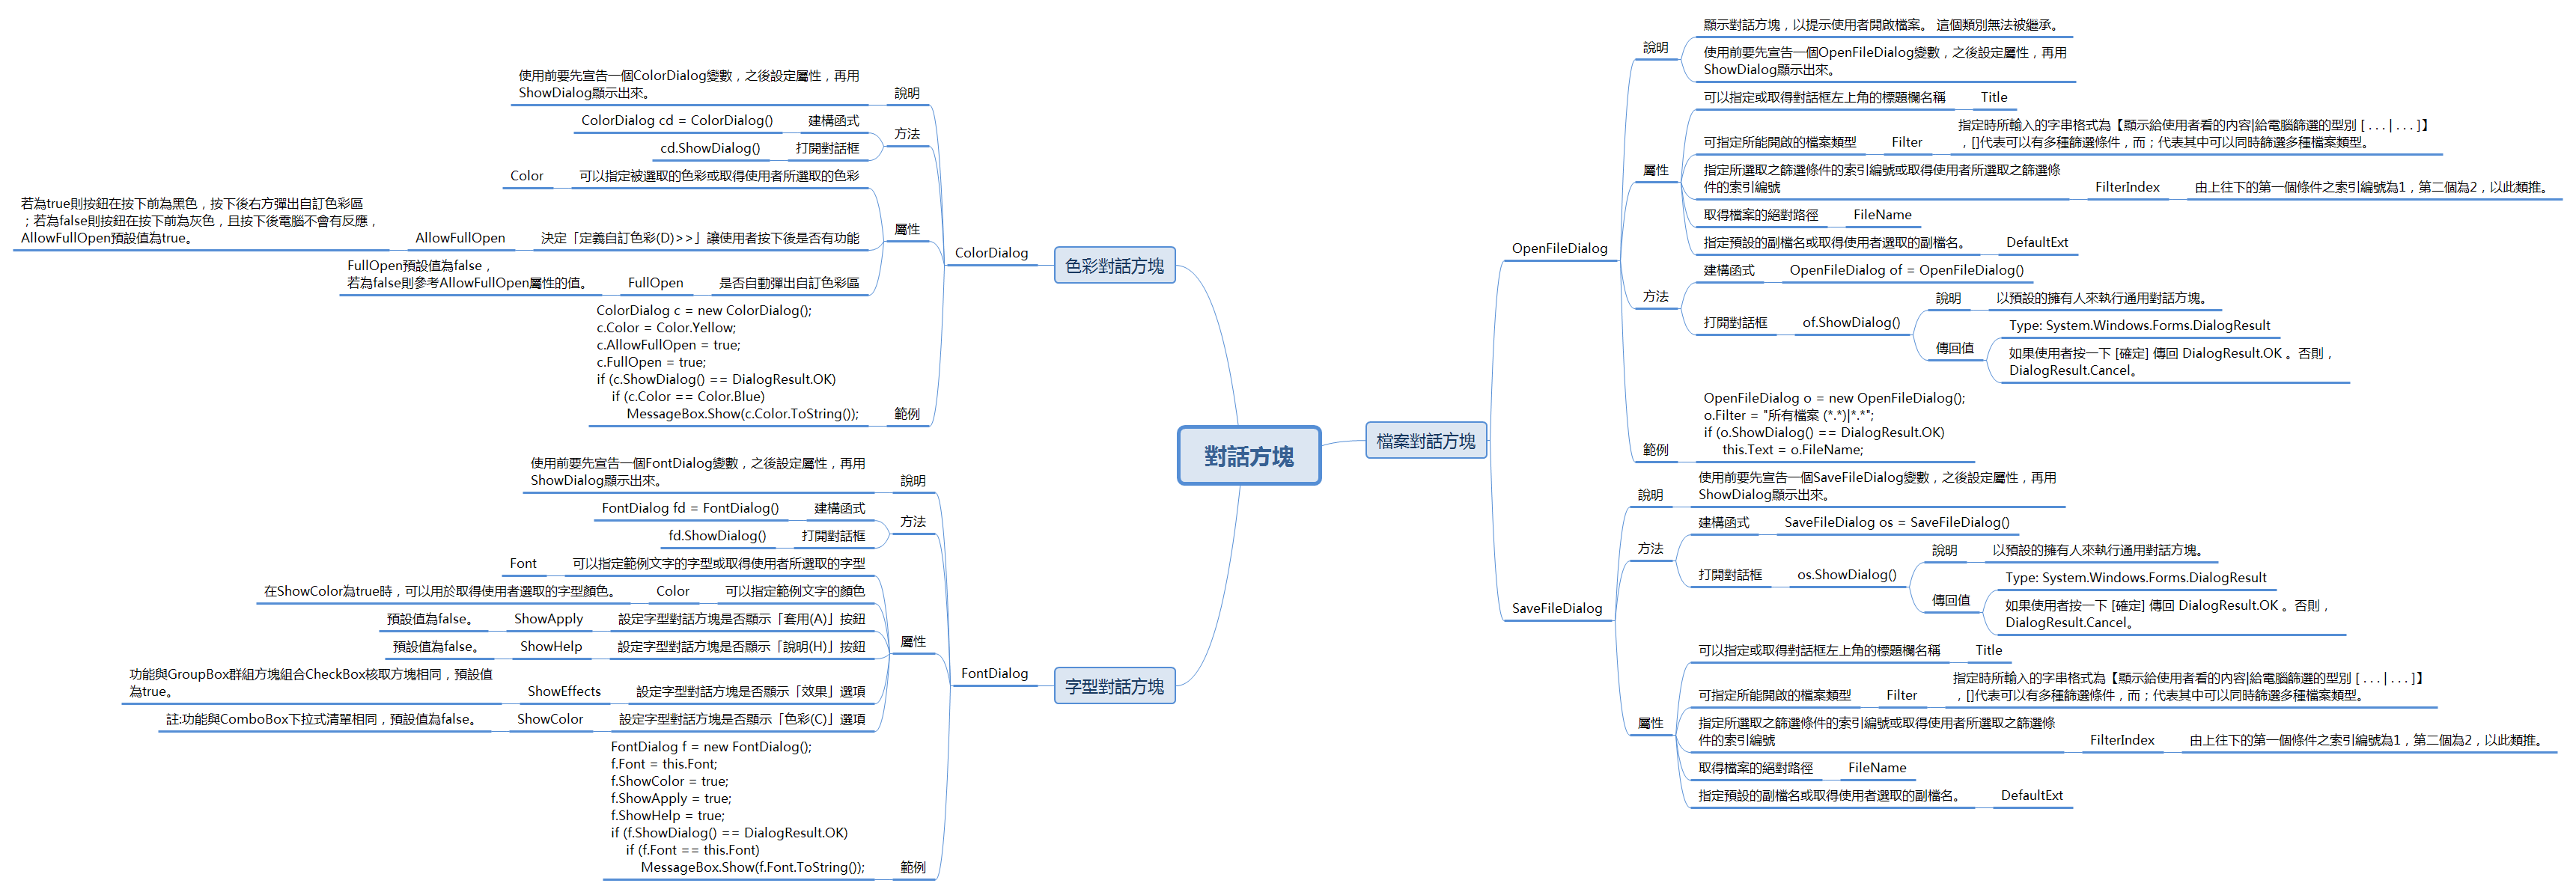 對話方塊
檔案對話方塊
OpenFileDialog
說明
顯示對話方塊，以提示使用者開啟檔案。 這個類別無法被繼承。
使用前要先宣告一個OpenFileDialog變數，之後設定屬性，再用
ShowDialog顯示出來。
屬性
可以指定或取得對話框左上角的標題欄名稱
Title
可指定所能開啟的檔案類型
Filter
指定時所輸入的字串格式為【顯示給使用者看的內容|給電腦篩選的型別 [ . . . | . . . ]】
，[]代表可以有多種篩選條件，而；代表其中可以同時篩選多種檔案類型。
指定所選取之篩選條件的索引編號或取得使用者所選取之篩選條
件的索引編號
FilterIndex
由上往下的第一個條件之索引編號為1，第二個為2，以此類推。
取得檔案的絕對路徑
FileName
指定預設的副檔名或取得使用者選取的副檔名。
DefaultExt
方法
建構函式
OpenFileDialog of = OpenFileDialog()
打開對話框
of.ShowDialog()
說明
以預設的擁有人來執行通用對話方塊。
傳回值
Type: System.Windows.Forms.DialogResult
如果使用者按一下 [確定] 傳回 DialogResult.OK 。否則，
DialogResult.Cancel。
範例
OpenFileDialog o = new OpenFileDialog();
o.Filter = "所有檔案 (*.*)|*.*";
if (o.ShowDialog() == DialogResult.OK)
this.Text = o.FileName;
SaveFileDialog
說明
使用前要先宣告一個SaveFileDialog變數，之後設定屬性，再用
ShowDialog顯示出來。
方法
建構函式
SaveFileDialog os = SaveFileDialog()
打開對話框
os.ShowDialog()
說明
以預設的擁有人來執行通用對話方塊。
傳回值
Type: System.Windows.Forms.DialogResult
如果使用者按一下 [確定] 傳回 DialogResult.OK 。否則，
DialogResult.Cancel。
屬性
可以指定或取得對話框左上角的標題欄名稱
Title
可指定所能開啟的檔案類型
Filter
指定時所輸入的字串格式為【顯示給使用者看的內容|給電腦篩選的型別 [ . . . | . . . ]】
，[]代表可以有多種篩選條件，而；代表其中可以同時篩選多種檔案類型。
指定所選取之篩選條件的索引編號或取得使用者所選取之篩選條
件的索引編號
FilterIndex
由上往下的第一個條件之索引編號為1，第二個為2，以此類推。
取得檔案的絕對路徑
FileName
指定預設的副檔名或取得使用者選取的副檔名。
DefaultExt
色彩對話方塊
ColorDialog
說明
使用前要先宣告一個ColorDialog變數，之後設定屬性，再用
ShowDialog顯示出來。
方法
建構函式
ColorDialog cd = ColorDialog()
打開對話框
cd.ShowDialog()
屬性
可以指定被選取的色彩或取得使用者所選取的色彩
Color
決定「定義自訂色彩(D)>>」讓使用者按下後是否有功能
AllowFullOpen
若為true則按鈕在按下前為黑色，按下後右方彈出自訂色彩區
；若為false則按鈕在按下前為灰色，且按下後電腦不會有反應，
AllowFullOpen預設值為true。
是否自動彈出自訂色彩區
FullOpen
FullOpen預設值為false，
若為false則參考AllowFullOpen屬性的值。
範例
ColorDialog c = new ColorDialog();
c.Color = Color.Yellow;
c.AllowFullOpen = true;
c.FullOpen = true;
if (c.ShowDialog() == DialogResult.OK)
if (c.Color == Color.Blue)
MessageBox.Show(c.Color.ToString());
字型對話方塊
FontDialog
說明
使用前要先宣告一個FontDialog變數，之後設定屬性，再用
ShowDialog顯示出來。
方法
建構函式
FontDialog fd = FontDialog()
打開對話框
fd.ShowDialog()
屬性
可以指定範例文字的字型或取得使用者所選取的字型
Font
可以指定範例文字的顏色
Color
在ShowColor為true時，可以用於取得使用者選取的字型顏色。
設定字型對話方塊是否顯示「套用(A)」按鈕
ShowApply
預設值為false。
設定字型對話方塊是否顯示「說明(H)」按鈕
ShowHelp
預設值為false。
設定字型對話方塊是否顯示「效果」選項
ShowEffects
功能與GroupBox群組方塊組合CheckBox核取方塊相同，預設值
為true。
設定字型對話方塊是否顯示「色彩(C)」選項
ShowColor
註:功能與ComboBox下拉式清單相同，預設值為false。
範例
FontDialog f = new FontDialog();
f.Font = this.Font;
f.ShowColor = true;
f.ShowApply = true;
f.ShowHelp = true;
if (f.ShowDialog() == DialogResult.OK)
if (f.Font == this.Font)
MessageBox.Show(f.Font.ToString());